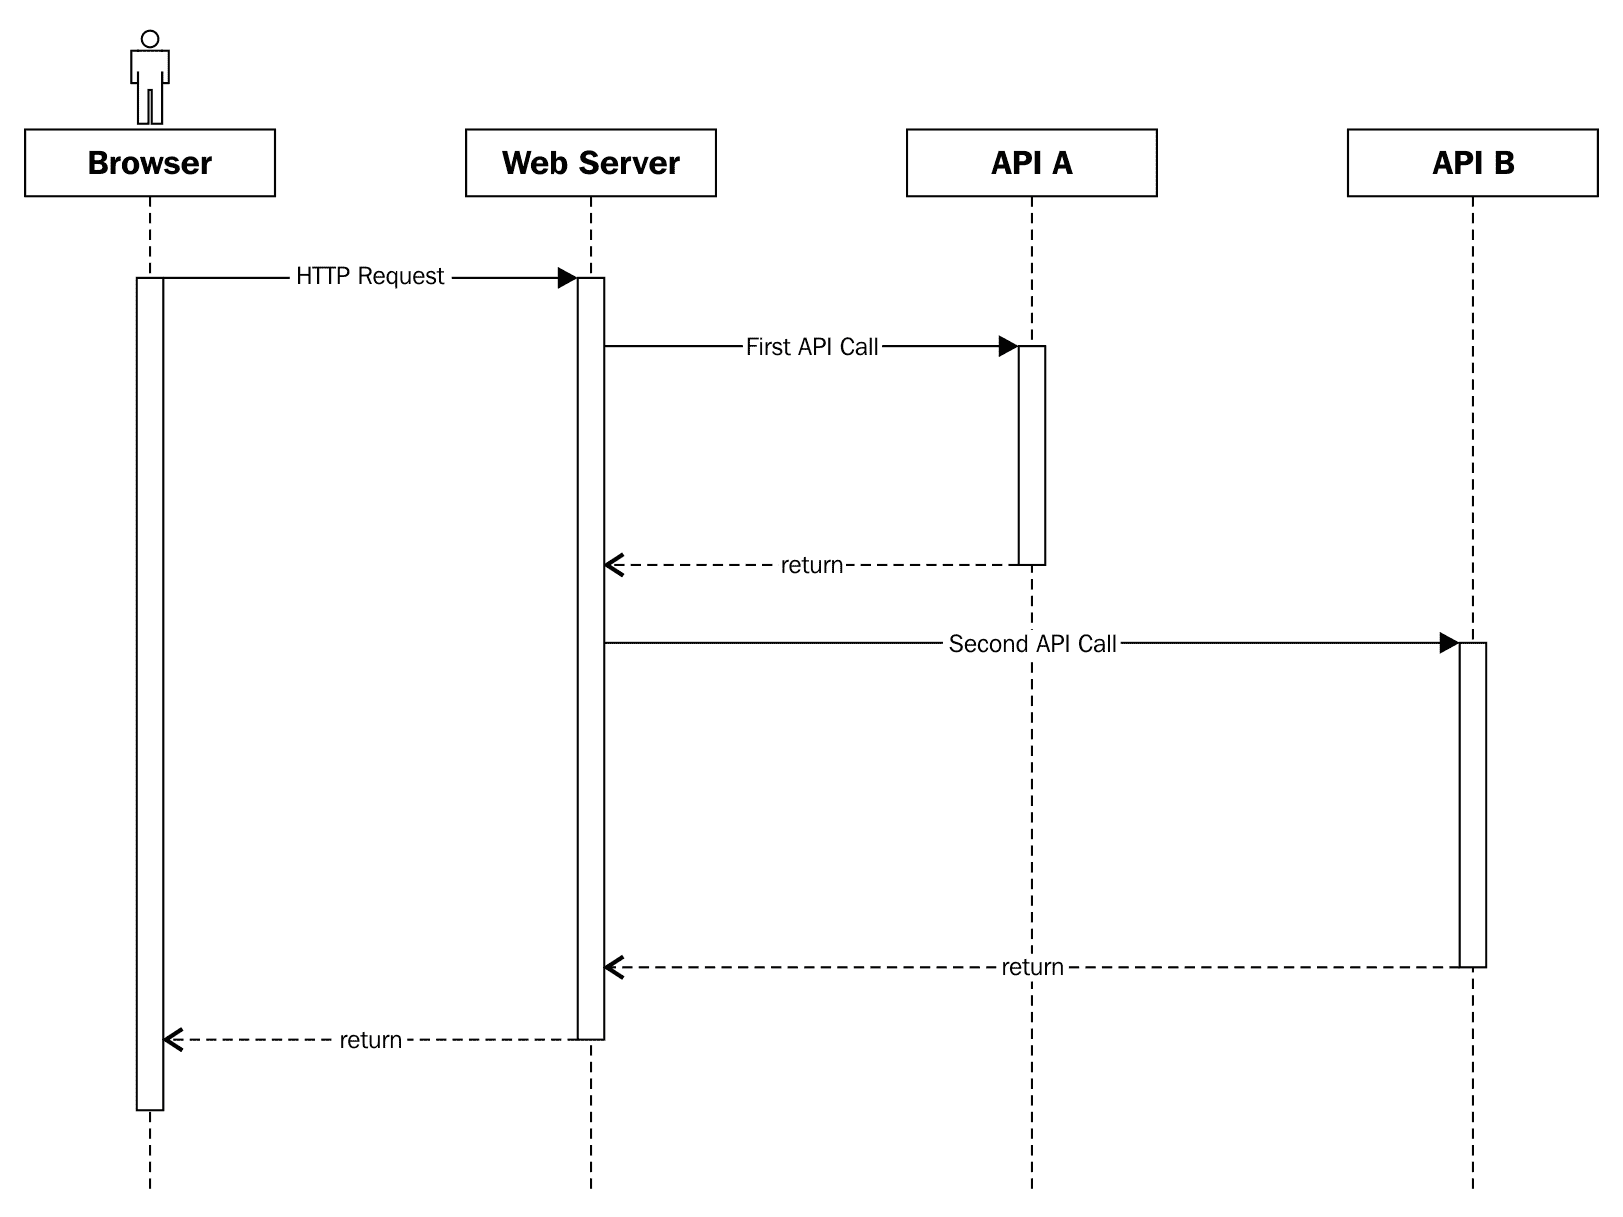 Browser
Web Server
API A
API B
HTTP Request
First API Call
return
Second API Call
return
return